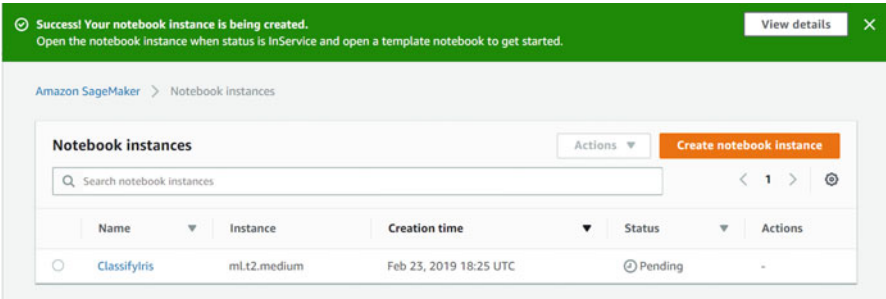 Success! Your notebook instance is being created.
View details
Open the notebook instance when status is InService and open a template notebook to get started.
Amazon SageMaker > Notebook instances
Notebook instances
Actions
Create notebook instance
Search notebook instances
< 1 >
Name Instance Creation time Status Actions
ClassifyIris ml.t2.medium Feb 23, 2019 18:25 UTC Pending -